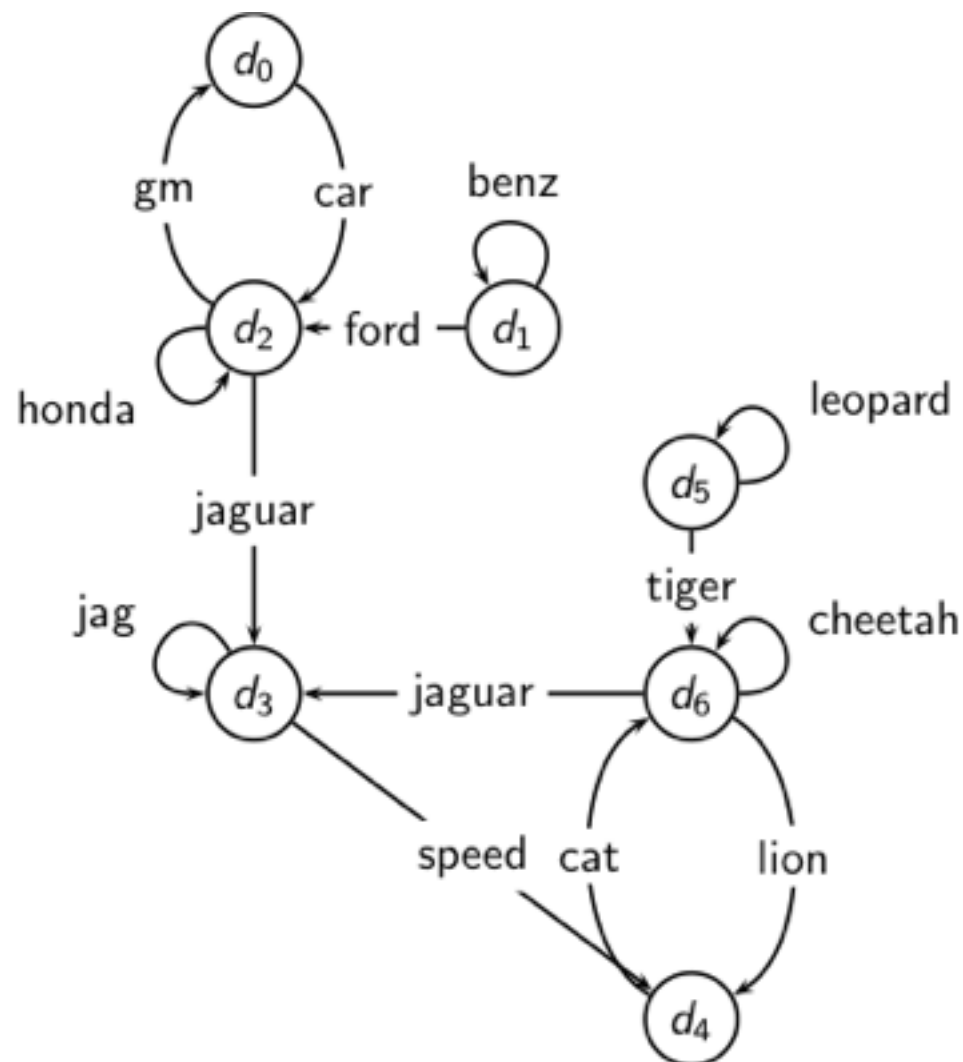 d0
gm
car
benz
d2
ford
d1
honda
leopard
d5
jaguar
tiger
jag
cheetah
d3
jaguar
d6
speed
cat
lion
d4